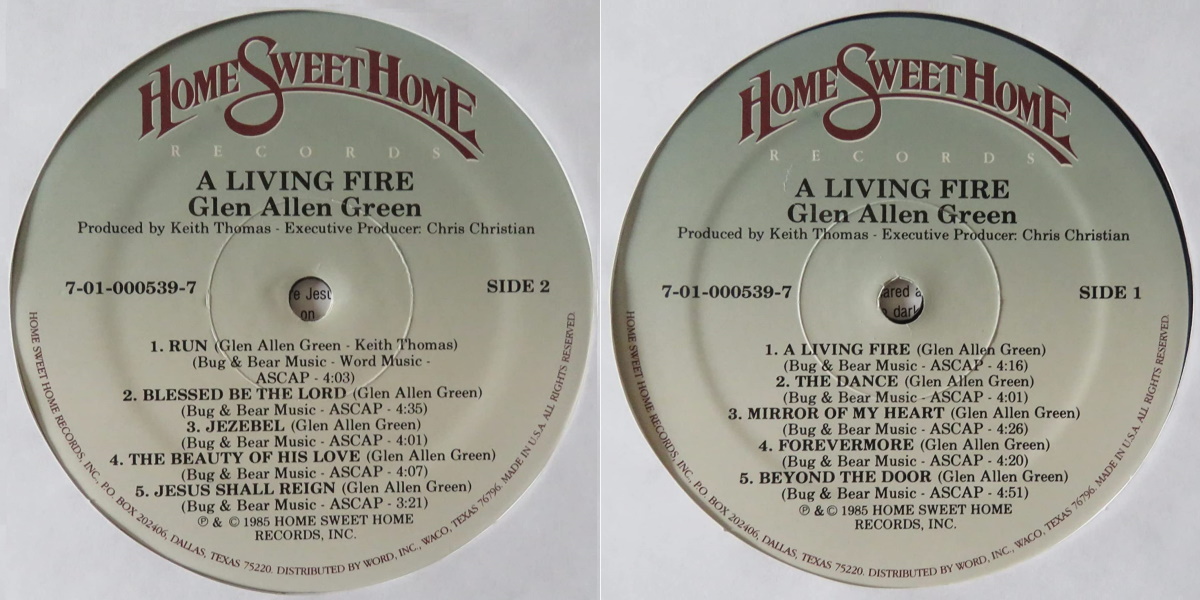 HOME SWEET HOME
RECORDS
A LIVING FIRE
Glen Allen Green
Produced by Keith Thomas - Executive Producer: Chris Christian
7-01-000539-7
SIDE 2
e Jesu
on
1. RUN (Glen Allen Green - Keith Thomas)
(Bug & Bear Music - Word Music -
ASCAP - 4:03)
2. BLESSED BE THE LORD (Glen Allen Green)
(Bug & Bear Music - ASCAP - 4:35)
3. JEZEBEL (Glen Allen Green)
(Bug & Bear Music - ASCAP - 4:01)
4. THE BEAUTY OF HIS LOVE (Glen Allen Green)
(Bug & Bear Music - ASCAP - 4:07)
5. JESUS SHALL REIGN (Glen Allen Green)
(Bug & Bear Music - ASCAP - 3:21)
℗ & © 1985 HOME SWEET HOME
RECORDS, INC.
HOME SWEET HOME RECORDS, INC., P.O. BOX 202406, DALLAS, TEXAS 75220. DISTRIBUTED BY WORD, INC., WACO, TEXAS 76796. MADE IN U.S.A. ALL RIGHTS RESERVED.
HOME SWEET HOME
RECORDS
A LIVING FIRE
Glen Allen Green
Produced by Keith Thomas - Executive Producer: Chris Christian
7-01-000539-7
SIDE 1
ared a
dark
1. A LIVING FIRE (Glen Allen Green)
(Bug & Bear Music - ASCAP - 4:16)
2. THE DANCE (Glen Allen Green)
(Bug & Bear Music - ASCAP - 4:01)
3. MIRROR OF MY HEART (Glen Allen Green)
(Bug & Bear Music - ASCAP - 4:26)
4. FOREVERMORE (Glen Allen Green)
(Bug & Bear Music - ASCAP - 4:20)
5. BEYOND THE DOOR (Glen Allen Green)
(Bug & Bear Music - ASCAP - 4:51)
℗ & © 1985 HOME SWEET HOME
RECORDS, INC.
HOME SWEET HOME RECORDS, INC., P.O. BOX 202406, DALLAS, TEXAS 75220. DISTRIBUTED BY WORD, INC., WACO, TEXAS 76796. MADE IN U.S.A. ALL RIGHTS RESERVED.